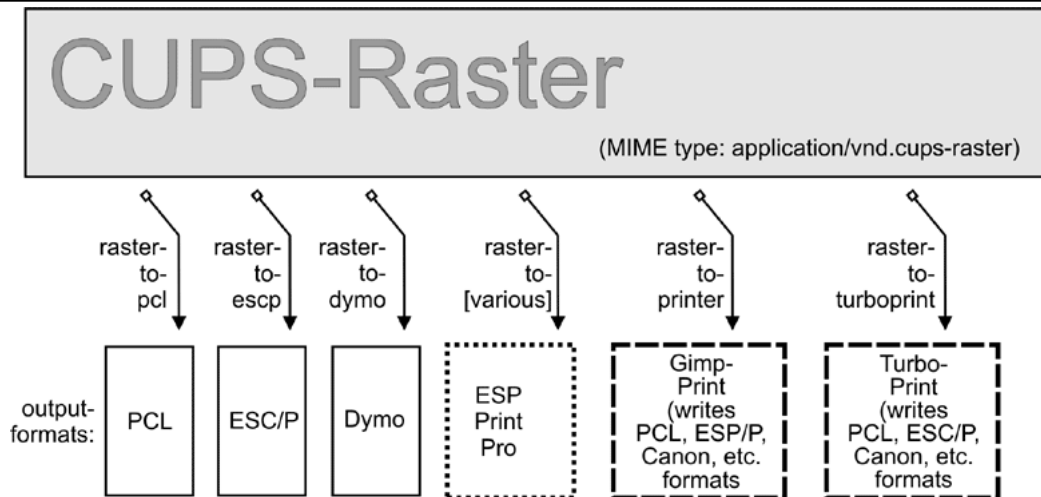 CUPS-Raster
(MIME type: application/vnd.cups-raster)
raster-
to-
pcl
raster-
to-
escp
raster-
to-
dymo
raster-
to-
[various]
raster-
to-
printer
raster-
to-
turboprint
output-
formats:
PCL
ESC/P
Dymo
ESP
Print
Pro
Gimp-
Print
(writes
PCL, ESP/P,
Canon, etc.
formats
Turbo-
Print
(writes
PCL, ESC/P,
Canon, etc.
formats